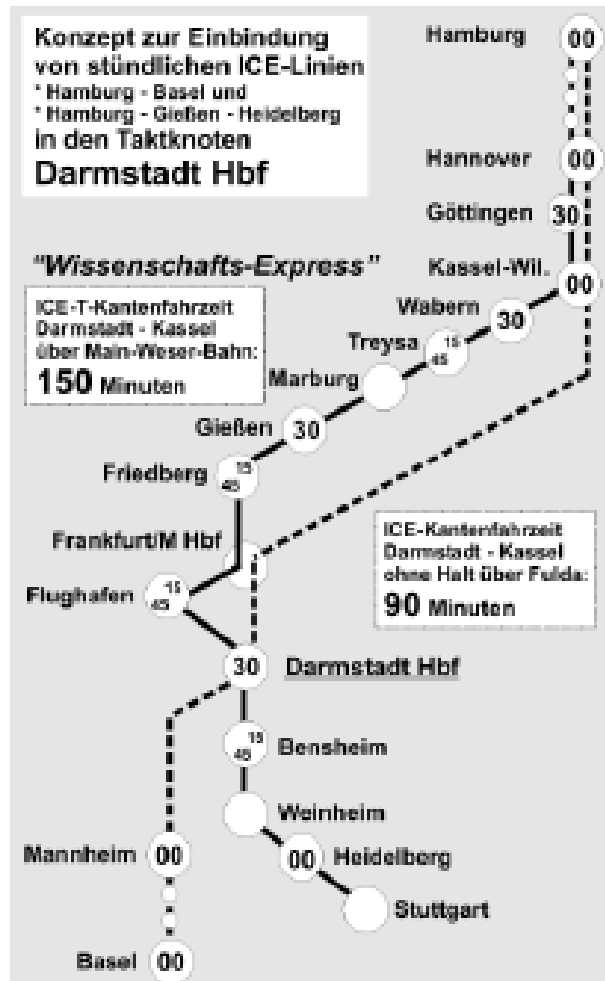 Konzept zur Einbindung
von stündlichen ICE-Linien
* Hamburg - Basel und
* Hamburg - Gießen - Heidelberg
in den Taktknoten
Darmstadt Hbf
Hamburg 00
Hannover 00
Göttingen 30
"Wissenschafts-Express"
Kassel-Wil. 00
ICE-T-Kantenfahrzeit
Darmstadt - Kassel
über Main-Weser-Bahn:
150 Minuten
Wabern 30
Treysa 45 15
Marburg
Gießen 30
Friedberg 45 15
Frankfurt/M Hbf
ICE-Kantenfahrzeit
Darmstadt - Kassel
ohne Halt über Fulda:
90 Minuten
Flughafen 45 15
30 Darmstadt Hbf
45 15 Bensheim
Weinheim
Mannheim 00
00 Heidelberg
Stuttgart
Basel 00